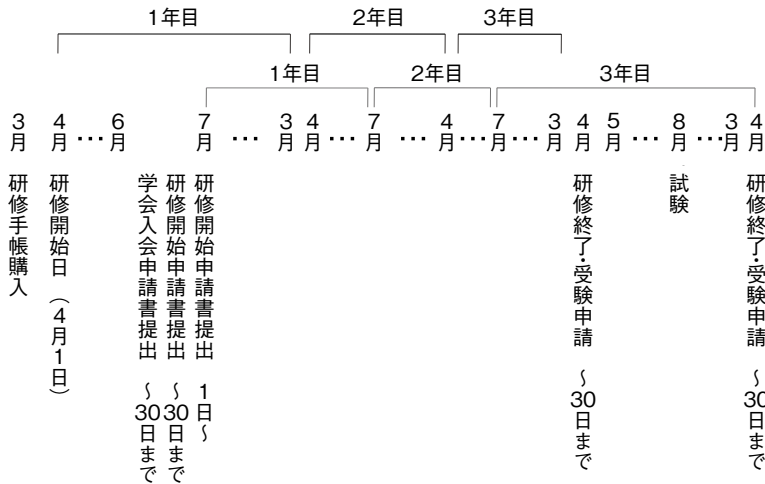 1年目 2年目 3年目
1年目 2年目 3年目
3月 4月…6月 7月…3月 4月…7月…4月…7月…3月 4月 5月…8月…3月 4月
研修手帳購入
研修開始日（4月1日）
学会入会申請書提出 〜30日まで
研修開始申請書提出 〜30日まで
研修開始申請書提出 1日〜
研修終了・受験申請 〜30日まで
試験
研修終了・受験申請 〜30日まで